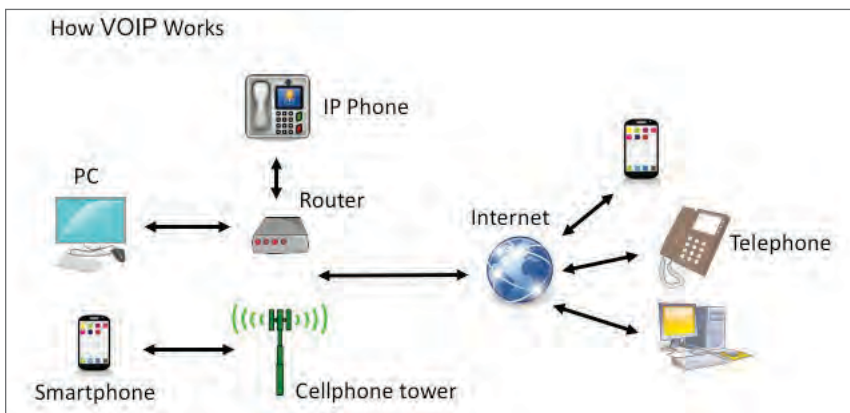 How VOIP Works
IP Phone
PC
Router
Internet
Telephone
Smartphone
Cellphone tower